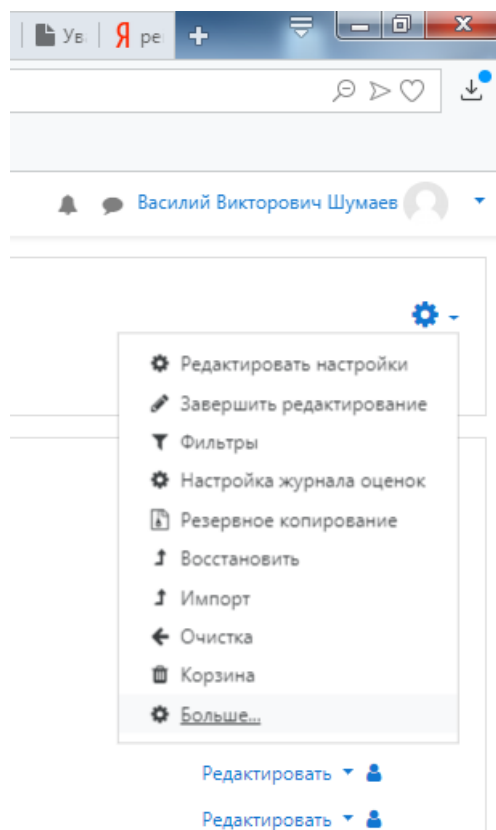 Ув Я ре
Василий Викторович Шумаев
Редактировать настройки
Завершить редактирование
Фильтры
Настройка журнала оценок
Резервное копирование
Восстановить
Импорт
Очистка
Корзина
Больше...
Редактировать
Редактировать